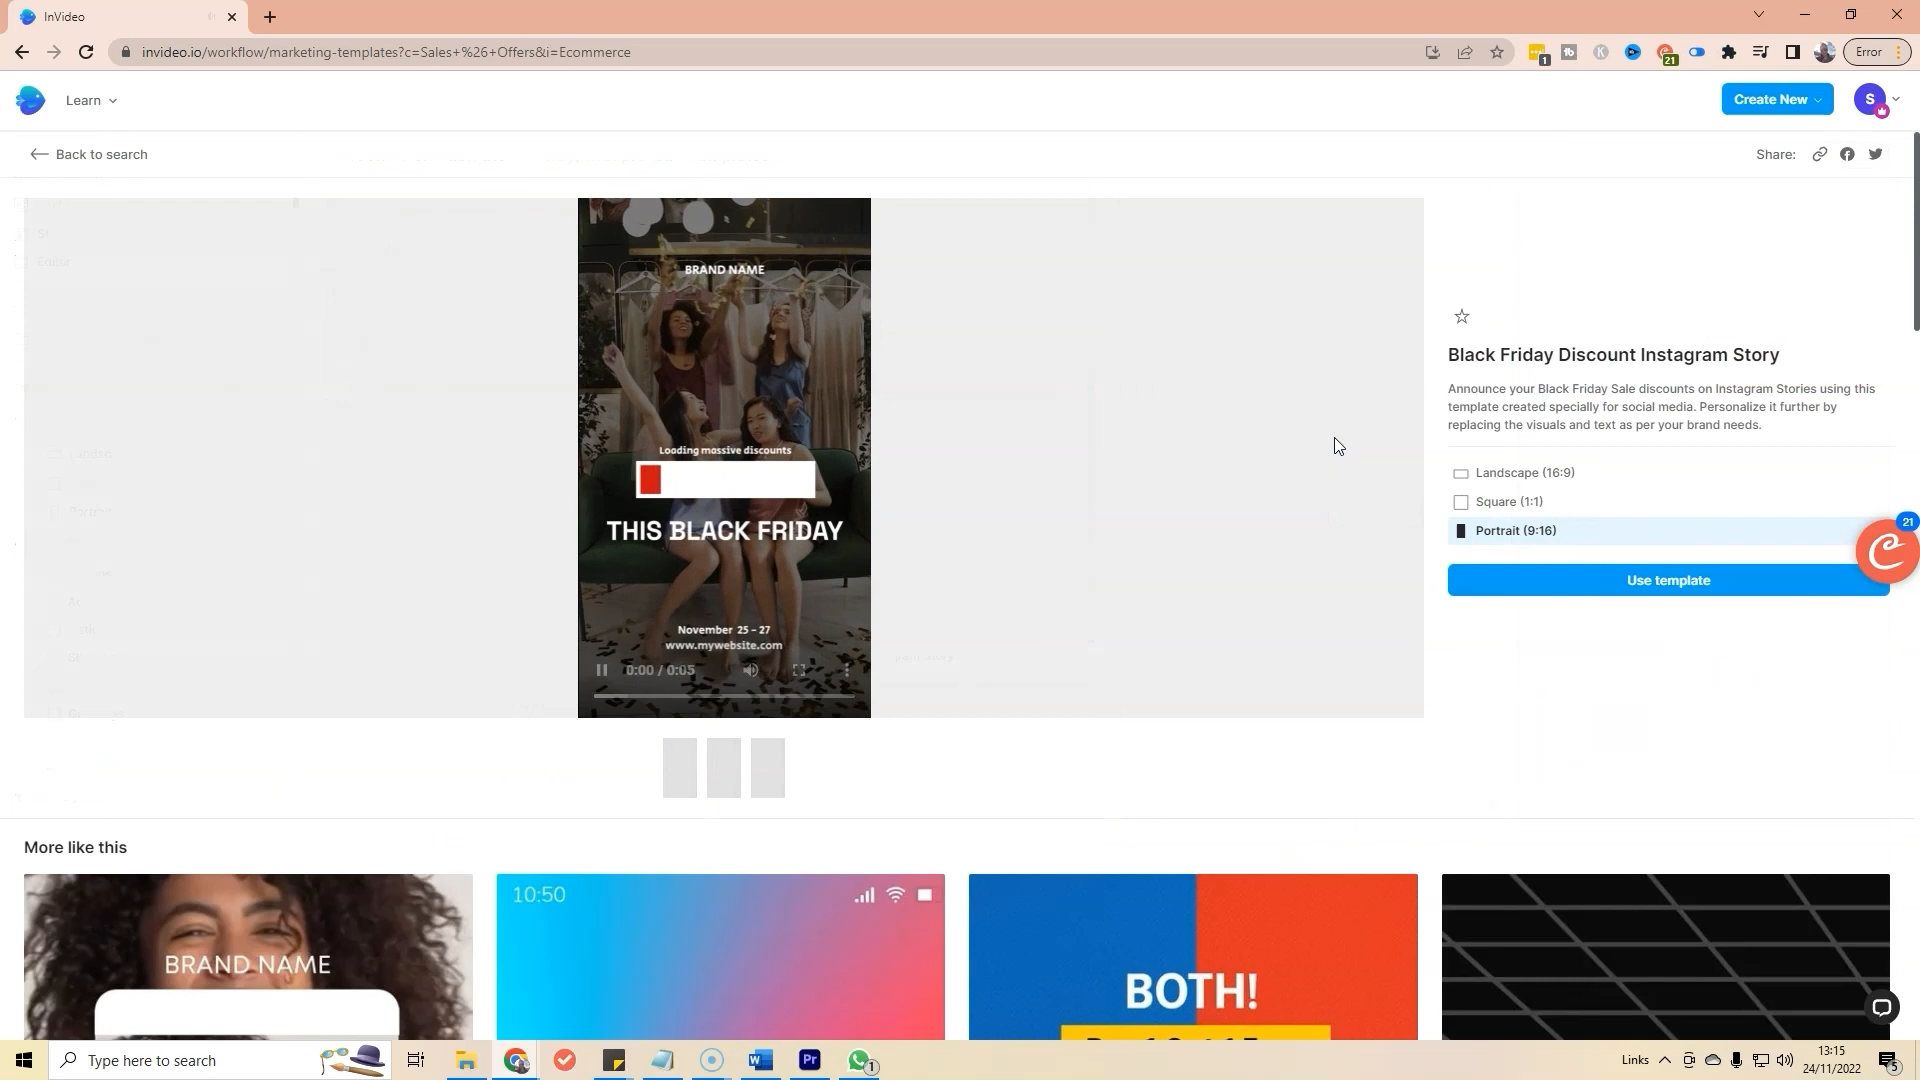 InVideo
invideo.io/workflow/marketing-templates?c=Sales+%26+Offers&i=Ecommerce
1
21
Error
Learn
Create New
S
Back to search
Share:
BRAND NAME
Loading massive discounts
THIS BLACK FRIDAY
November 25 - 27
www.mywebsite.com
0:00 / 0:05
Black Friday Discount Instagram Story
Announce your Black Friday Sale discounts on Instagram Stories using this
template created specially for social media. Personalize it further by
replacing the visuals and text as per your brand needs.
Landscape (16:9)
Square (1:1)
Portrait (9:16)
21
Use template
More like this
BRAND NAME
10:50
BOTH!
Type here to search
W
Pr
1
Links
13:15
24/11/2022
5